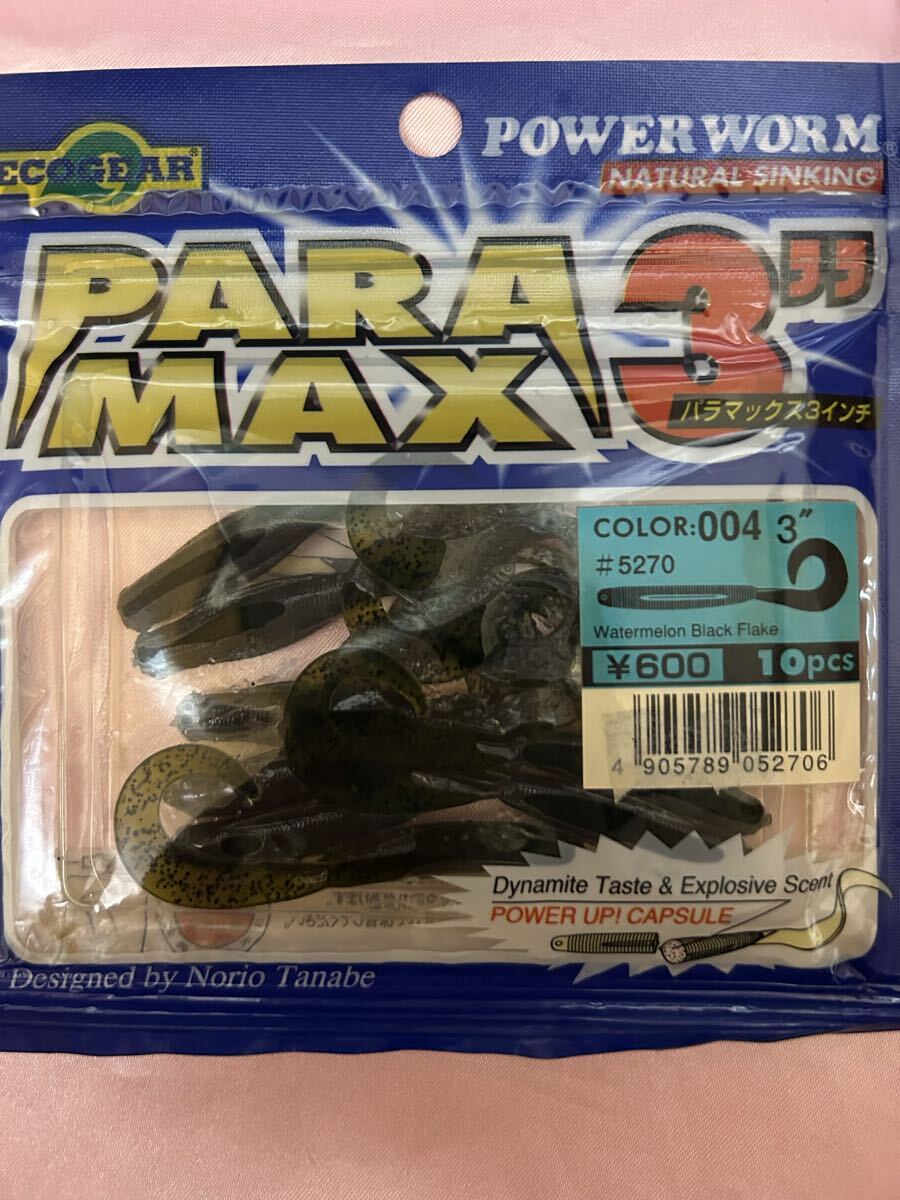 ECOGEAR®
POWER WORM®
NATURAL SINKING
PARA
MAX
3"
パラマックス3インチ
COLOR:004 3"
#5270
Watermelon Black Flake
¥600 10pcs
4 905789 052706
Dynamite Taste & Explosive Scent
POWER UP! CAPSULE
Designed by Norio Tanabe